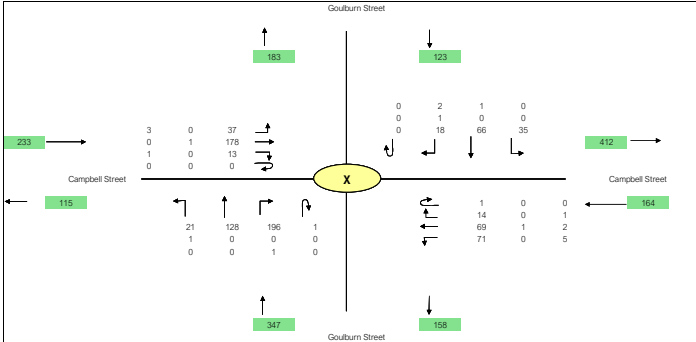 Goulburn Street
183 123
0 2 1 0
0 1 0 0
3 0 37 0 18 66 35
0 1 178
233 412
1 0 13
0 0 0
Campbell Street X Campbell Street
115 164
1 0 0
14 0 1
21 128 196 1 69 1 2
1 0 0 0 71 0 5
0 0 1 0
347 158
Goulburn Street